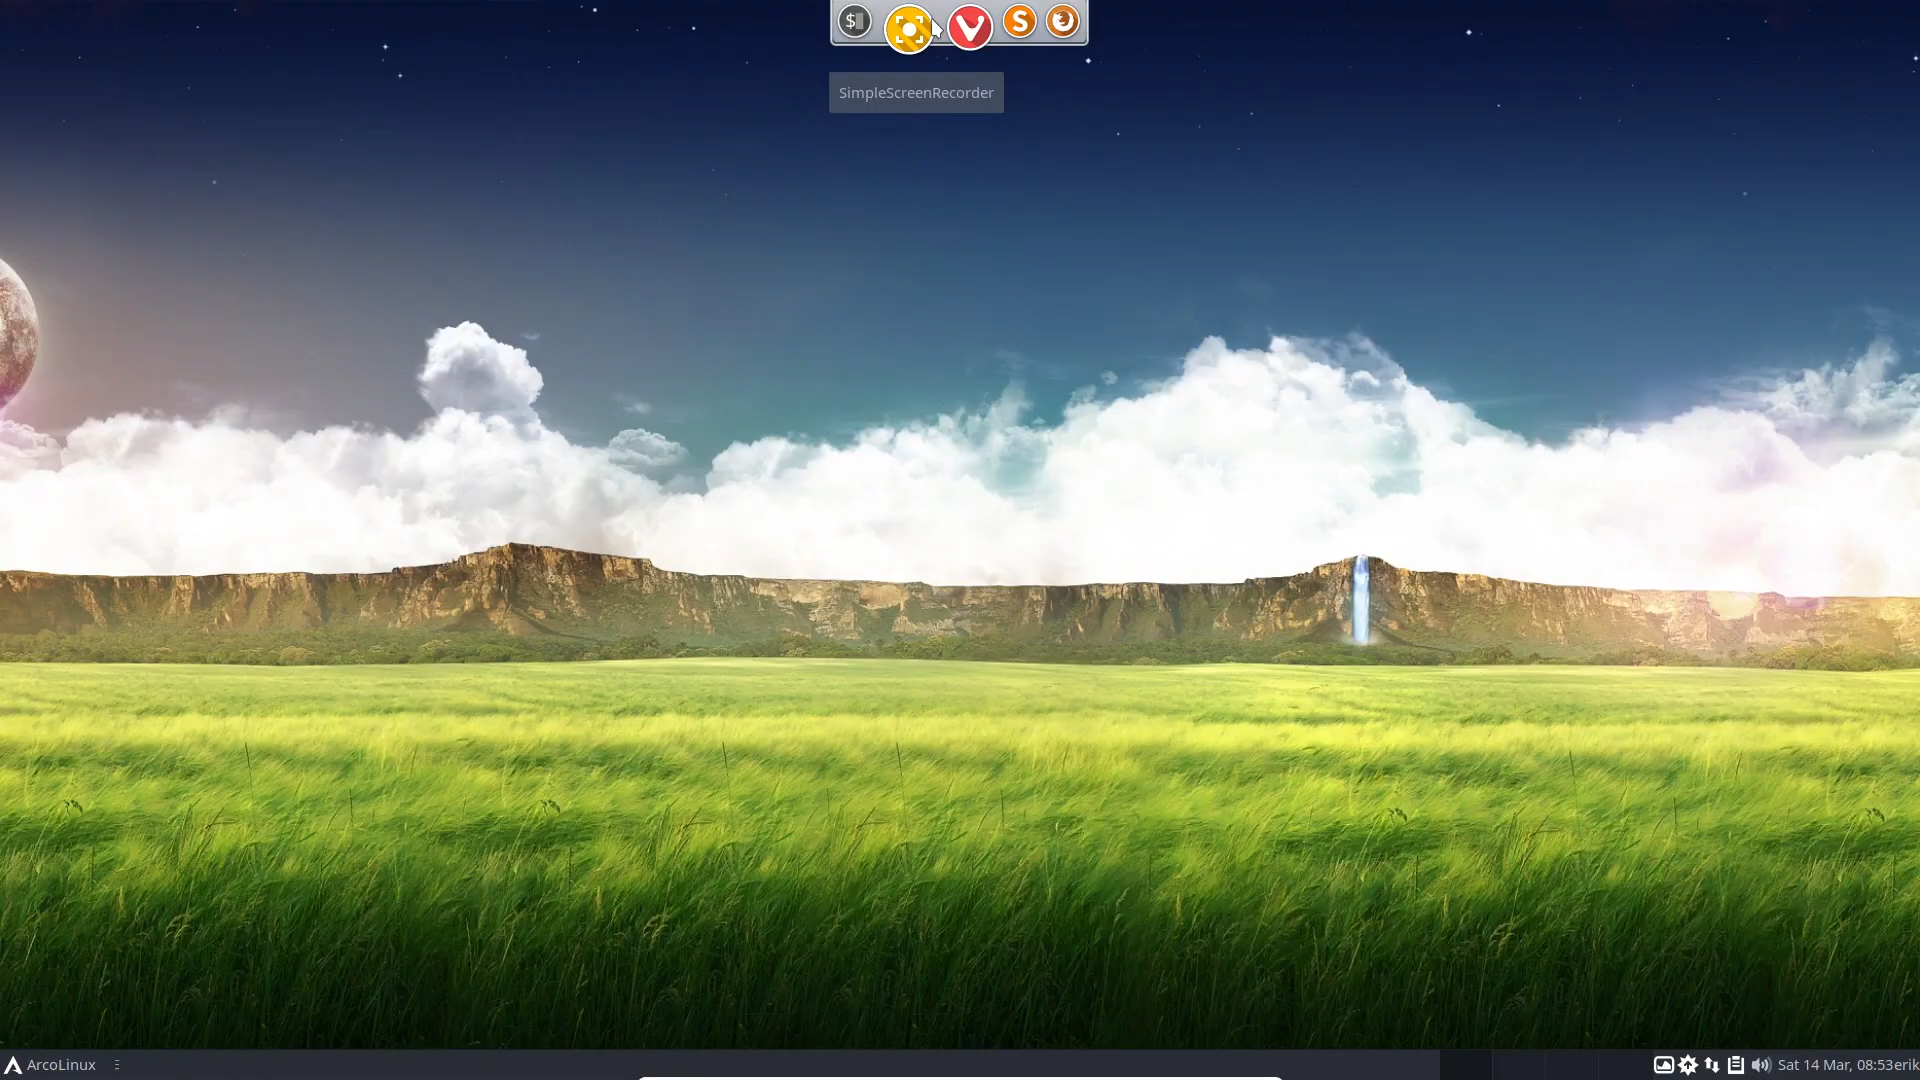 $
S
SimpleScreenRecorder
ArcoLinux
Sat 14 Mar, 08:53erik